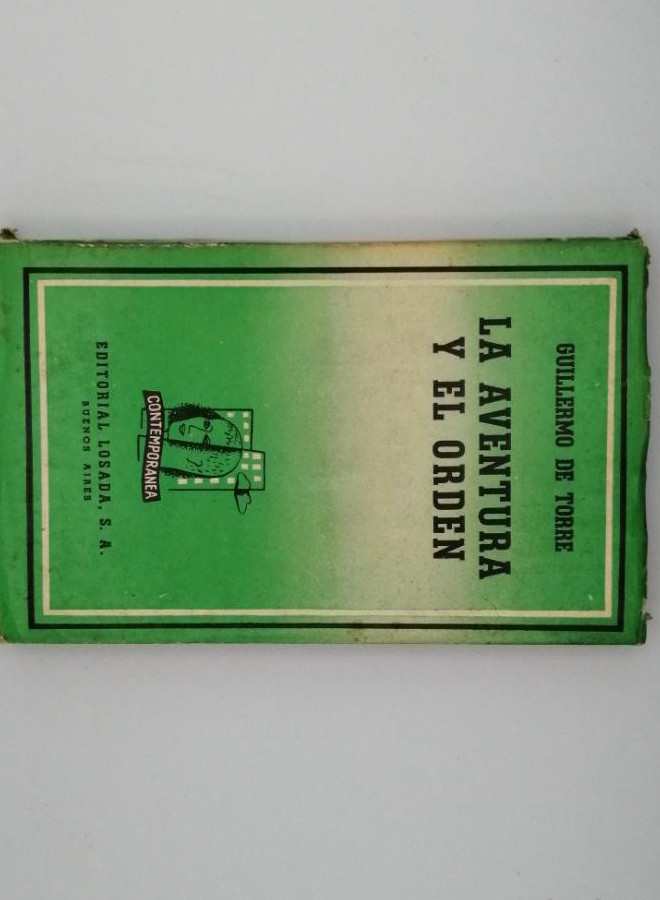 GUILLERMO DE TORRE
LA AVENTURA
Y EL ORDEN
CONTEMPORANEA
EDITORIAL LOSADA, S. A.
BUENOS AIRES